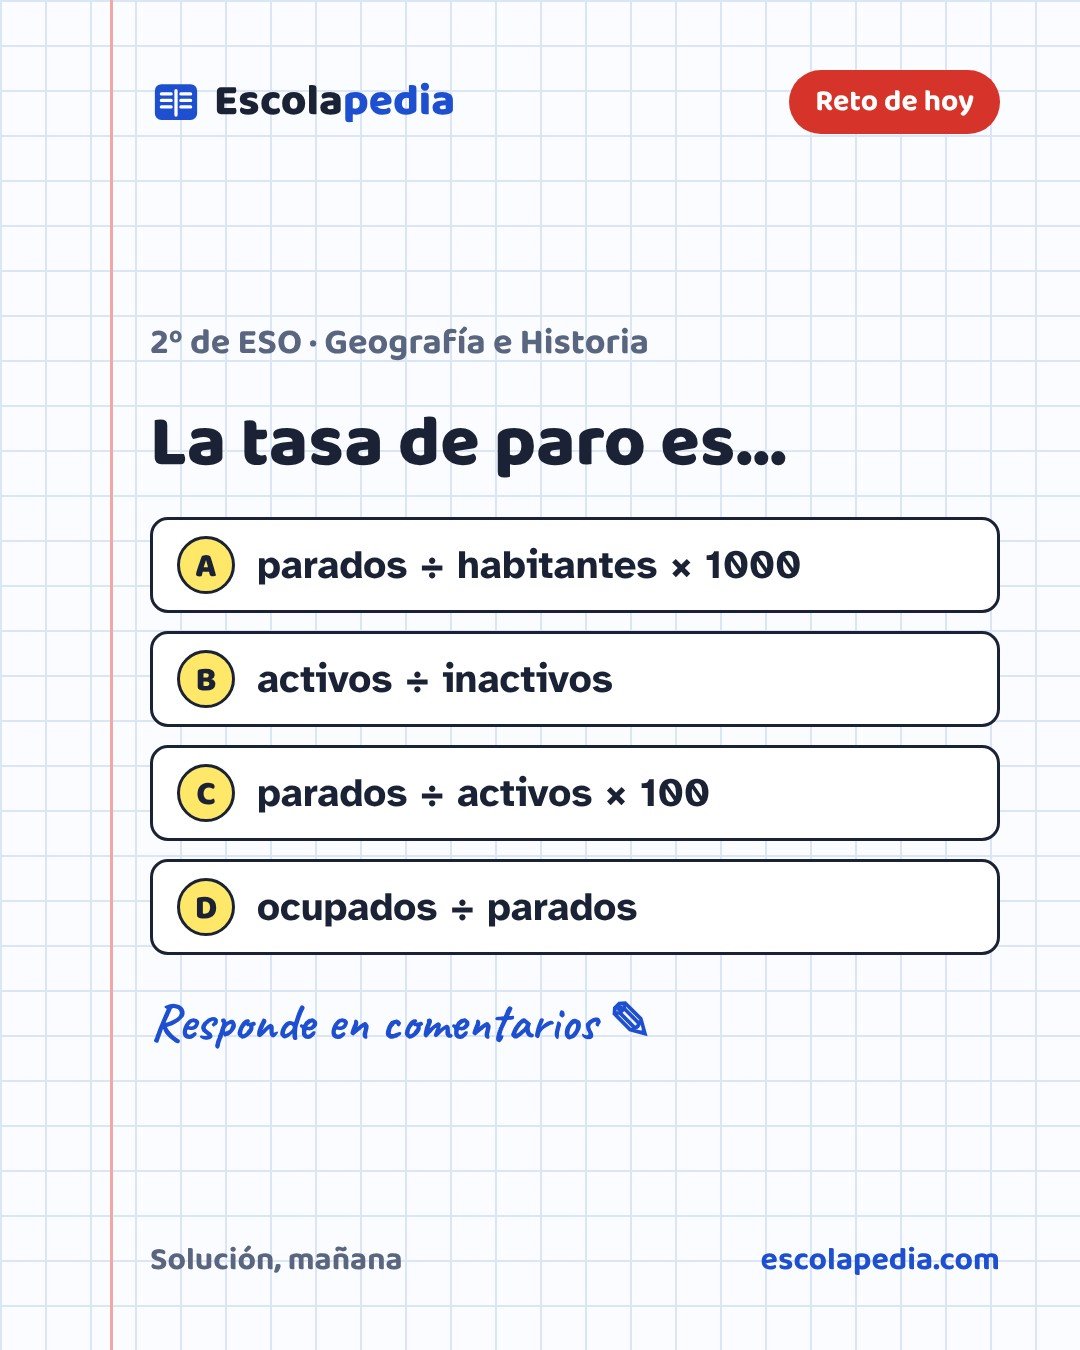 Escolapedia
Reto de hoy
2º de ESO · Geografía e Historia
La tasa de paro es...
A parados ÷ habitantes × 1000
B activos ÷ inactivos
C parados ÷ activos × 100
D ocupados ÷ parados
Responde en comentarios ✎
Solución, mañana
escolapedia.com